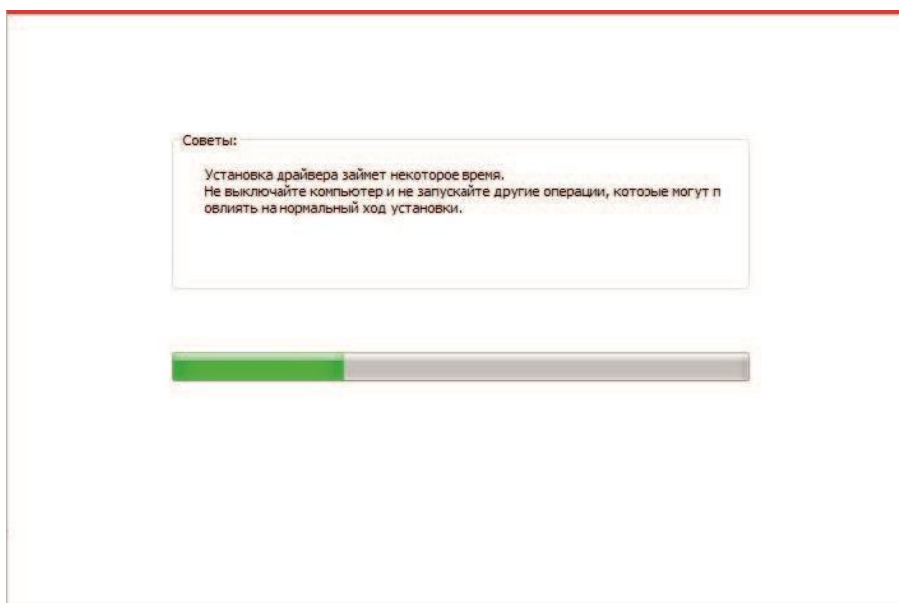 Советы:
Установка драйвера займет некоторое время.
Не выключайте компьютер и не запускайте другие операции, которые могут п
овлиять на нормальный ход установки.